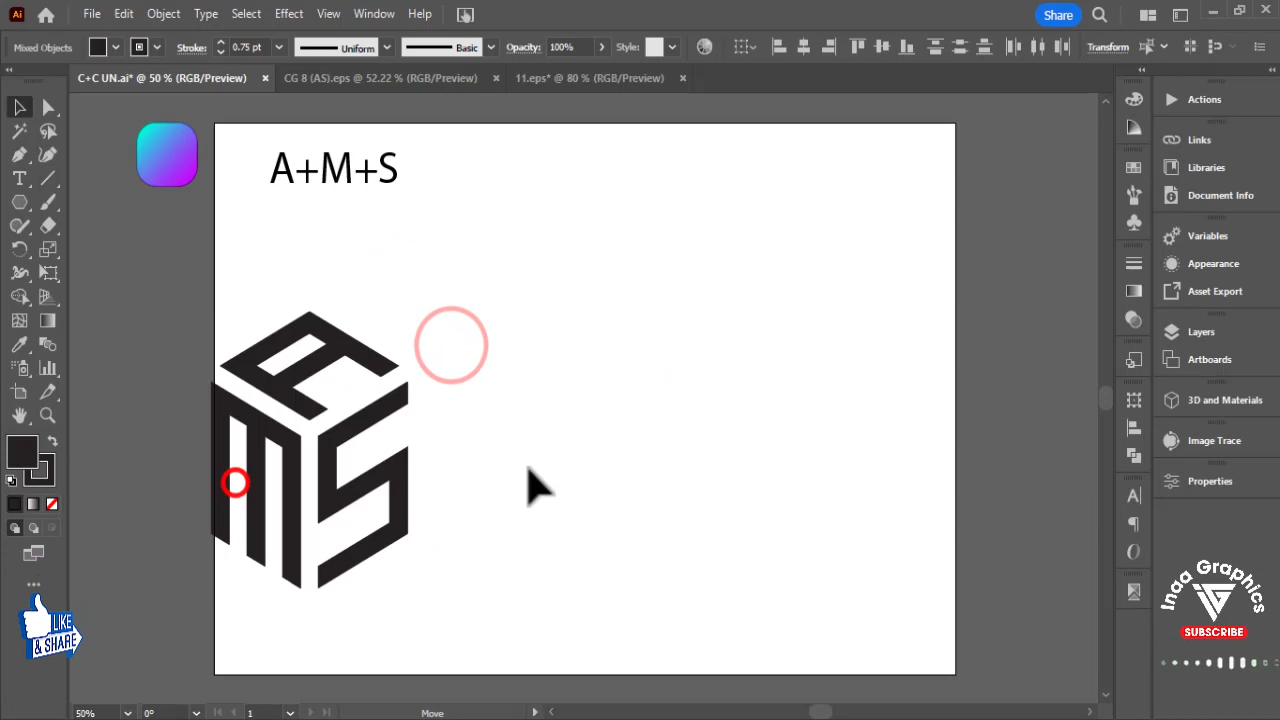 Ai File Edit Object Type Select Effect View Window Help Share
Mixed Objects Stroke: 0.75 pt Uniform Basic Opacity: 100% Style: Transform
C+C UN.ai* @ 50 % (RGB/Preview) × CG 8 (AS).eps @ 52.22 % (RGB/Preview) × 11.eps* @ 80 % (RGB/Preview) ×
A+M+S
A
M S
Actions
Links
Libraries
Document Info
Variables
Appearance
Asset Export
Layers
Artboards
3D and Materials
Image Trace
Properties
LIKE
& SHARE
Inaa Graphics
SUBSCRIBE
50% 0° 1 Move